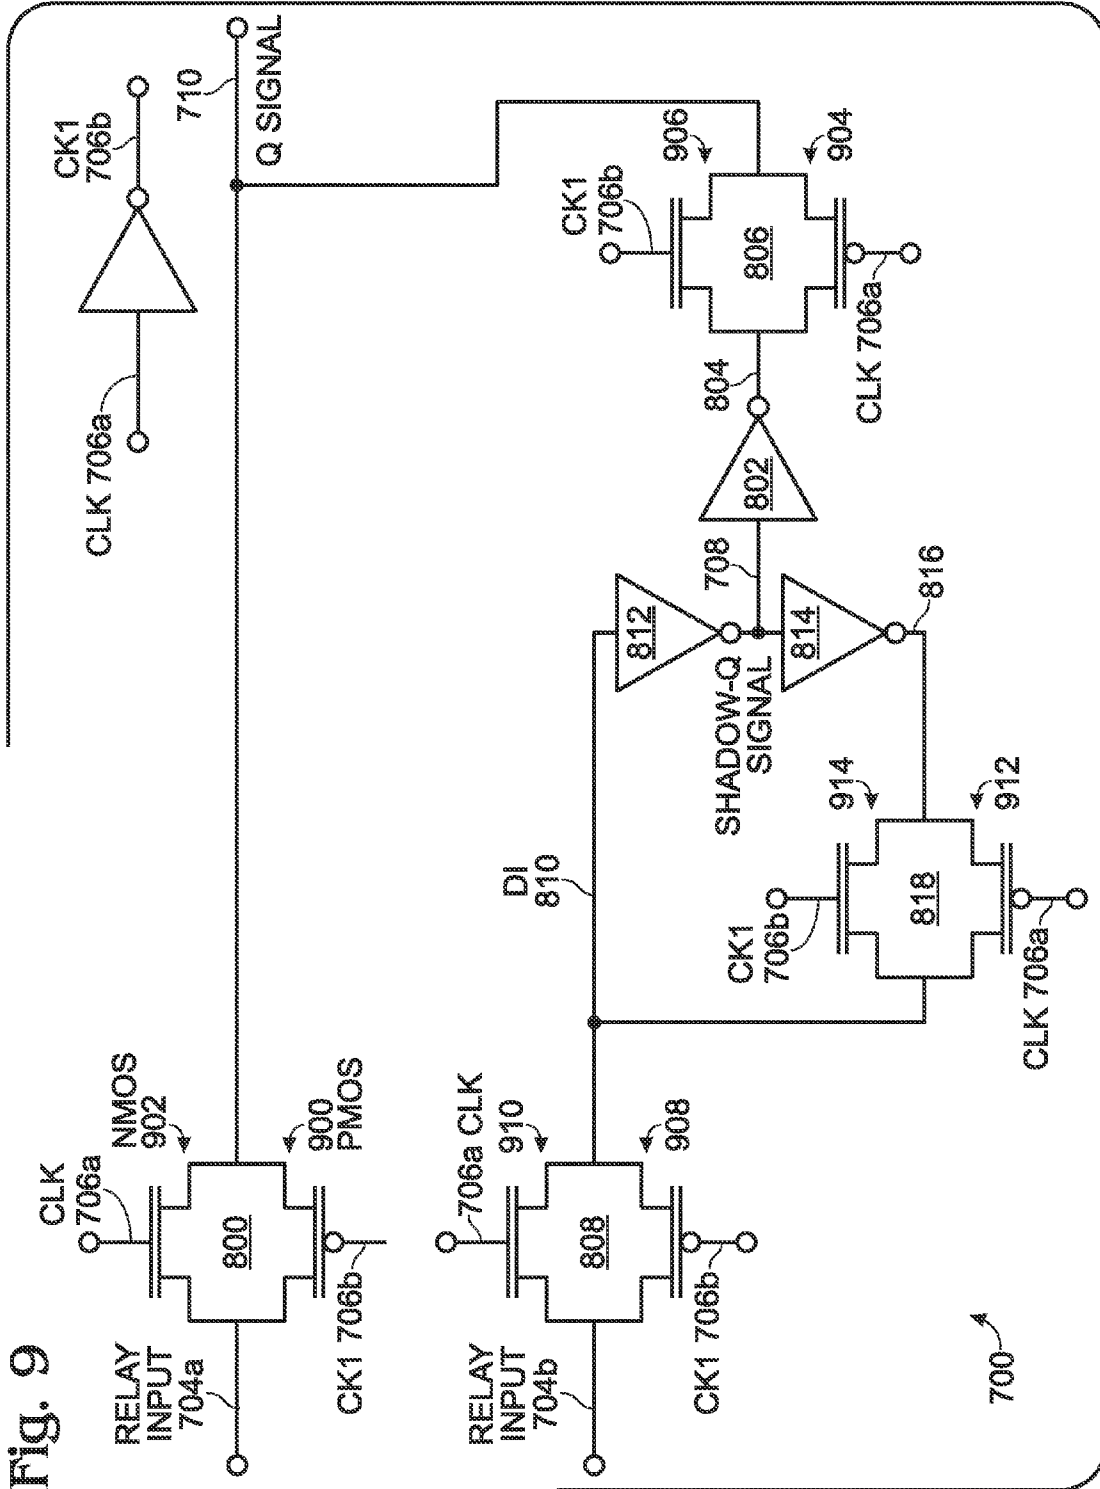 Fig. 9
RELAY
INPUT
704a
CLK
706a
NMOS
902
800
900
PMOS
CK1 706b
CLK 706a
CK1
706b
710
Q SIGNAL
RELAY
INPUT
704b
706a CLK
910
808
908
CK1 706b
DI
810
812
SHADOW-Q
SIGNAL
708
814
816
802
804
CK1
706b
906
806
904
CLK 706a
CK1
706b
914
818
912
CLK 706a
700